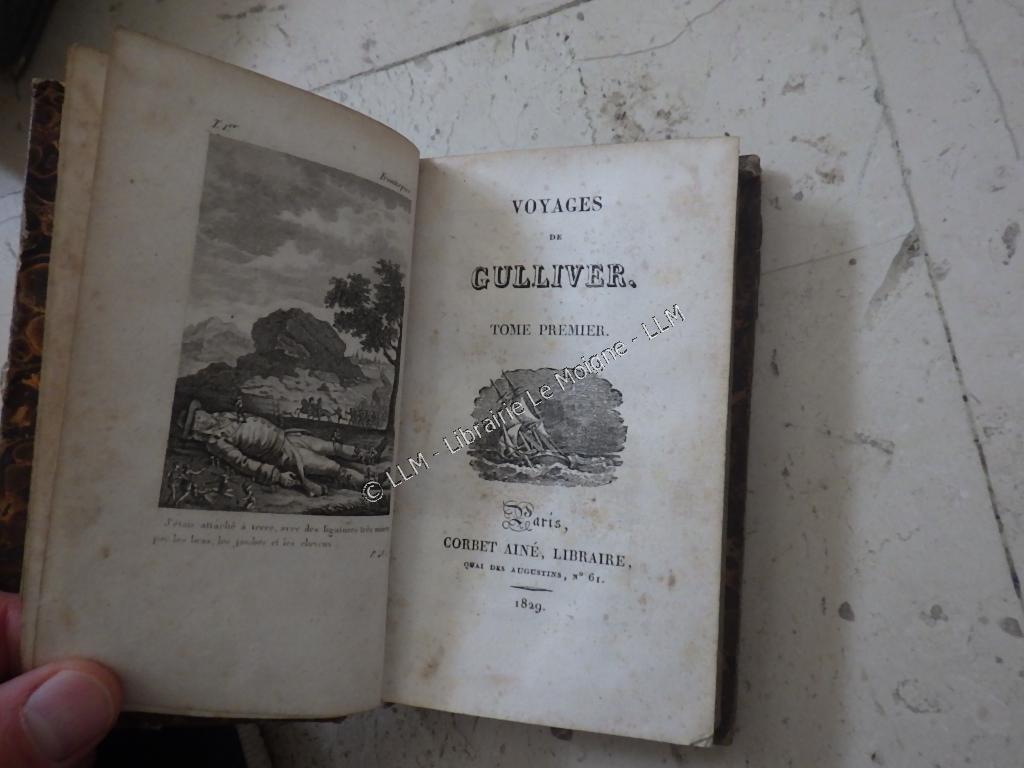 T. 1er
Frontispice
J'étais attaché à terre, avec des ligatures très minces
par les bras, les jambes et les cheveux.
VOYAGES
DE
GULLIVER.
TOME PREMIER.
Paris,
CORBET AINÉ, LIBRAIRE,
QUAI DES AUGUSTINS, N° 61.
1829.
© LLM - Librairie Le Moigne - LLM